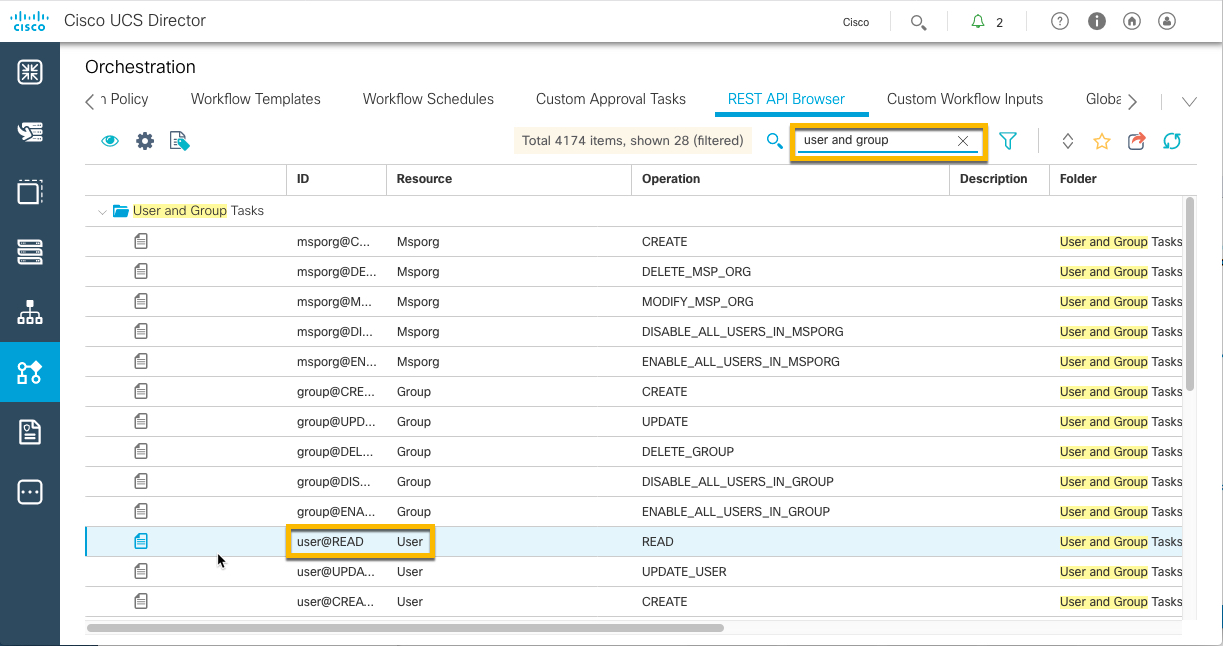 cisco Cisco UCS Director Cisco 2
Orchestration
n Policy Workflow Templates Workflow Schedules Custom Approval Tasks REST API Browser Custom Workflow Inputs Globa
Total 4174 items, shown 28 (filtered) user and group
ID Resource Operation Description Folder
User and Group Tasks
msporg@C... Msporg CREATE User and Group Tasks
msporg@DE... Msporg DELETE_MSP_ORG User and Group Tasks
msporg@M... Msporg MODIFY_MSP_ORG User and Group Tasks
msporg@DI... Msporg DISABLE_ALL_USERS_IN_MSPORG User and Group Tasks
msporg@EN... Msporg ENABLE_ALL_USERS_IN_MSPORG User and Group Tasks
group@CRE... Group CREATE User and Group Tasks
group@UPD... Group UPDATE User and Group Tasks
group@DEL... Group DELETE_GROUP User and Group Tasks
group@DIS... Group DISABLE_ALL_USERS_IN_GROUP User and Group Tasks
group@ENA... Group ENABLE_ALL_USERS_IN_GROUP User and Group Tasks
user@READ User READ User and Group Tasks
user@UPDA... User UPDATE_USER User and Group Tasks
user@CREA... User CREATE User and Group Tasks